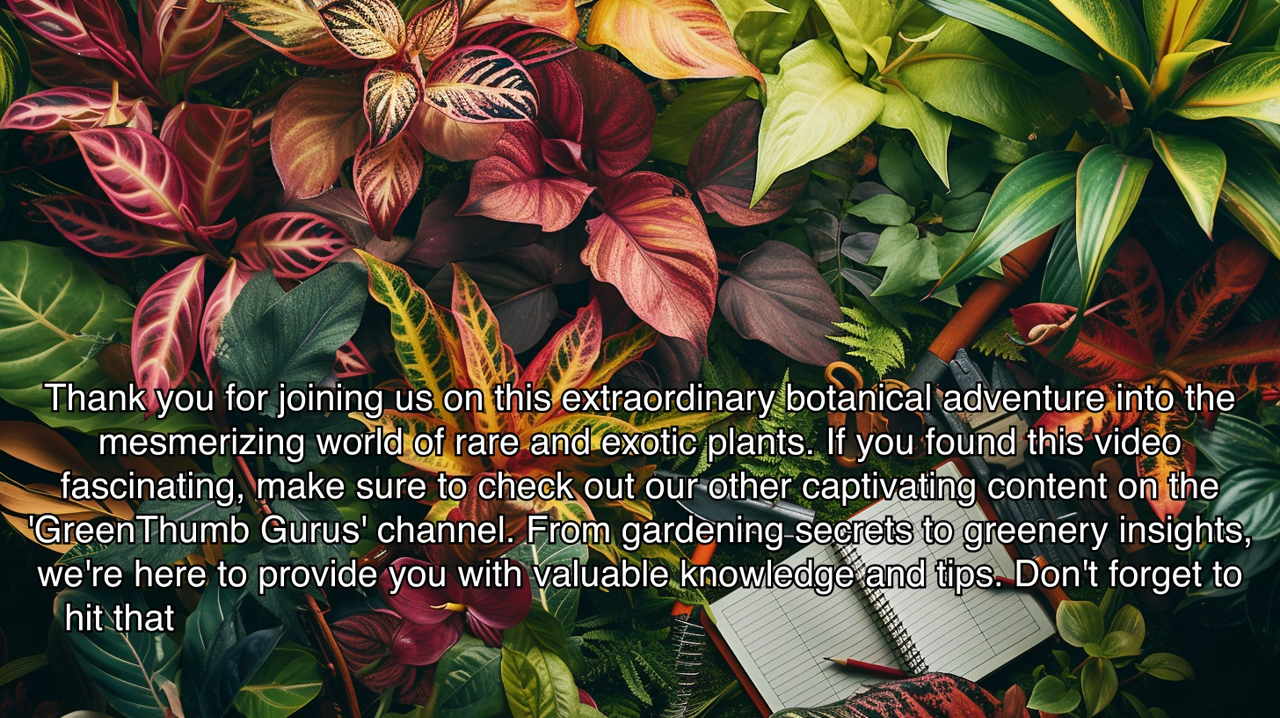 Thank you for joining us on this extraordinary botanical adventure into the
mesmerizing world of rare and exotic plants. If you found this video
fascinating, make sure to check out our other captivating content on the
'GreenThumb Gurus' channel. From gardening secrets to greenery insights,
we're here to provide you with valuable knowledge and tips. Don't forget to
hit that